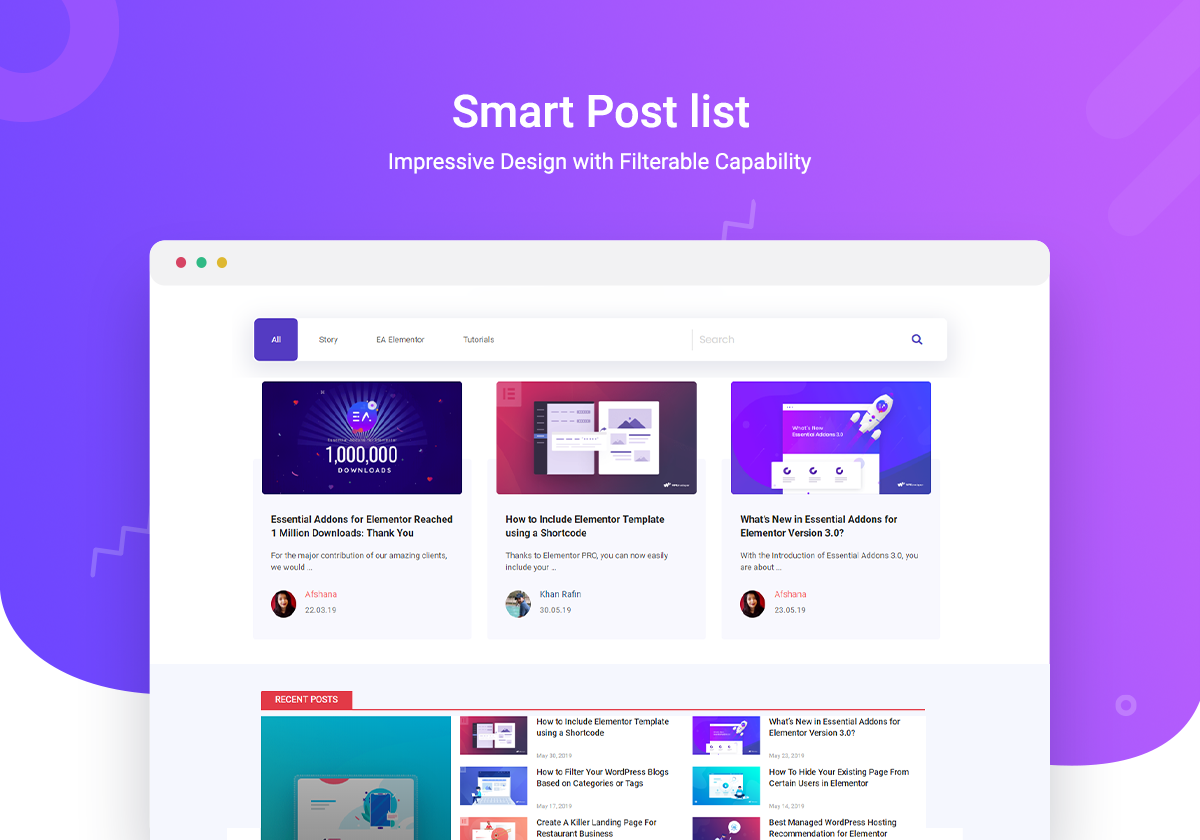 Smart Post list
Impressive Design with Filterable Capability
All
Story
EA Elementor
Tutorials
Search
EA
Essential Addons for Elementor
1,000,000
DOWNLOADS
What's New
Essential Addons 3.0
EA
Essential Addons for Elementor Reached
1 Million Downloads: Thank You
For the major contribution of our amazing clients,
we would ...
Afshana
22.03.19
How to Include Elementor Template
using a Shortcode
Thanks to Elementor PRO, you can now easily
include your ...
Khan Rafin
30.05.19
What's New in Essential Addons for
Elementor Version 3.0?
With the Introduction of Essential Addons 3.0, you
are about ...
Afshana
23.05.19
RECENT POSTS
How to Include Elementor Template
using a Shortcode
May 30, 2019
How to Filter Your WordPress Blogs
Based on Categories or Tags
May 17, 2019
Create A Killer Landing Page For
Restaurant Business
What's New in Essential Addons for
Elementor Version 3.0?
May 23, 2019
How To Hide Your Existing Page From
Certain Users in Elementor
May 14, 2019
Best Managed WordPress Hosting
Recommendation for Elementor